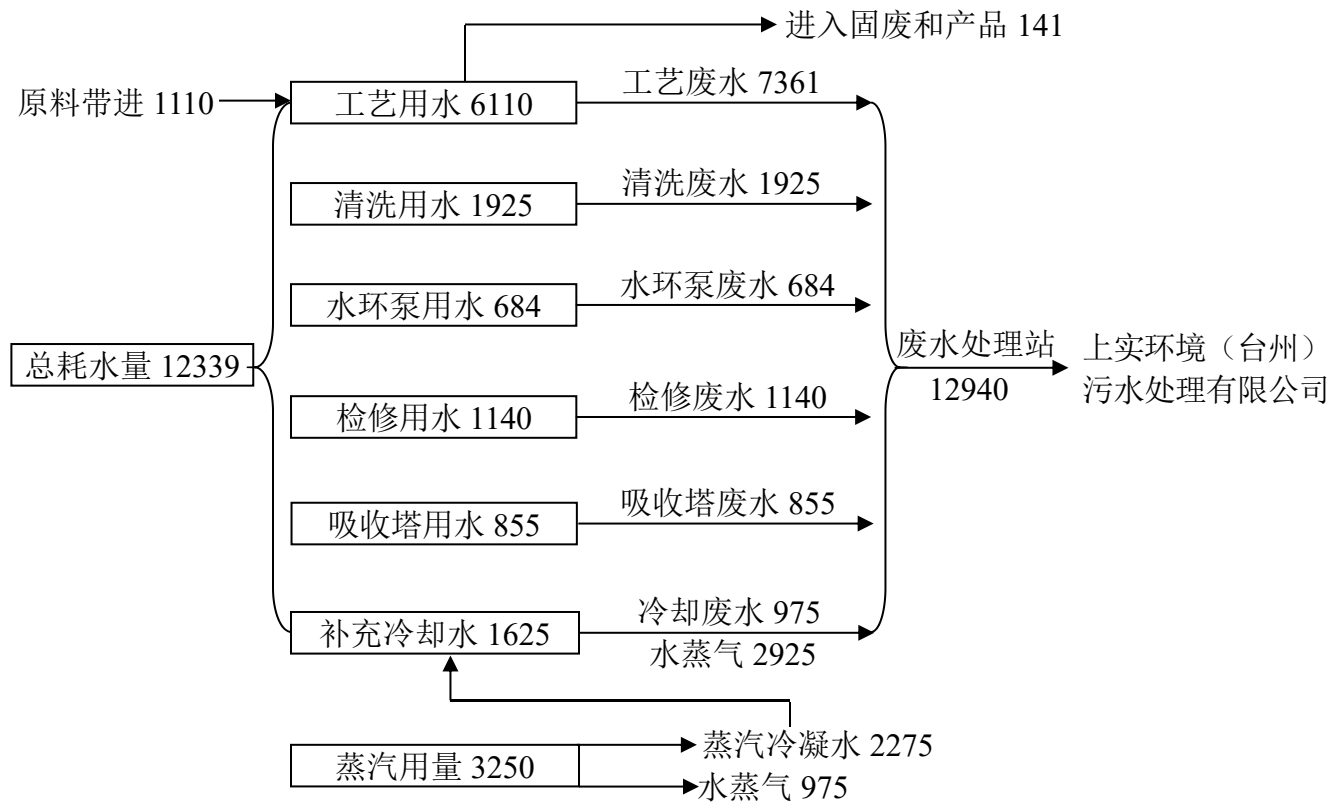 进入固废和产品 141
原料带进 1110
工艺用水 6110
工艺废水 7361
清洗用水 1925
清洗废水 1925
水环泵用水 684
水环泵废水 684
总耗水量 12339
废水处理站
12940
上实环境（台州）
污水处理有限公司
检修用水 1140
检修废水 1140
吸收塔用水 855
吸收塔废水 855
补充冷却水 1625
冷却废水 975
水蒸气 2925
蒸汽用量 3250
蒸汽冷凝水 2275
水蒸气 975